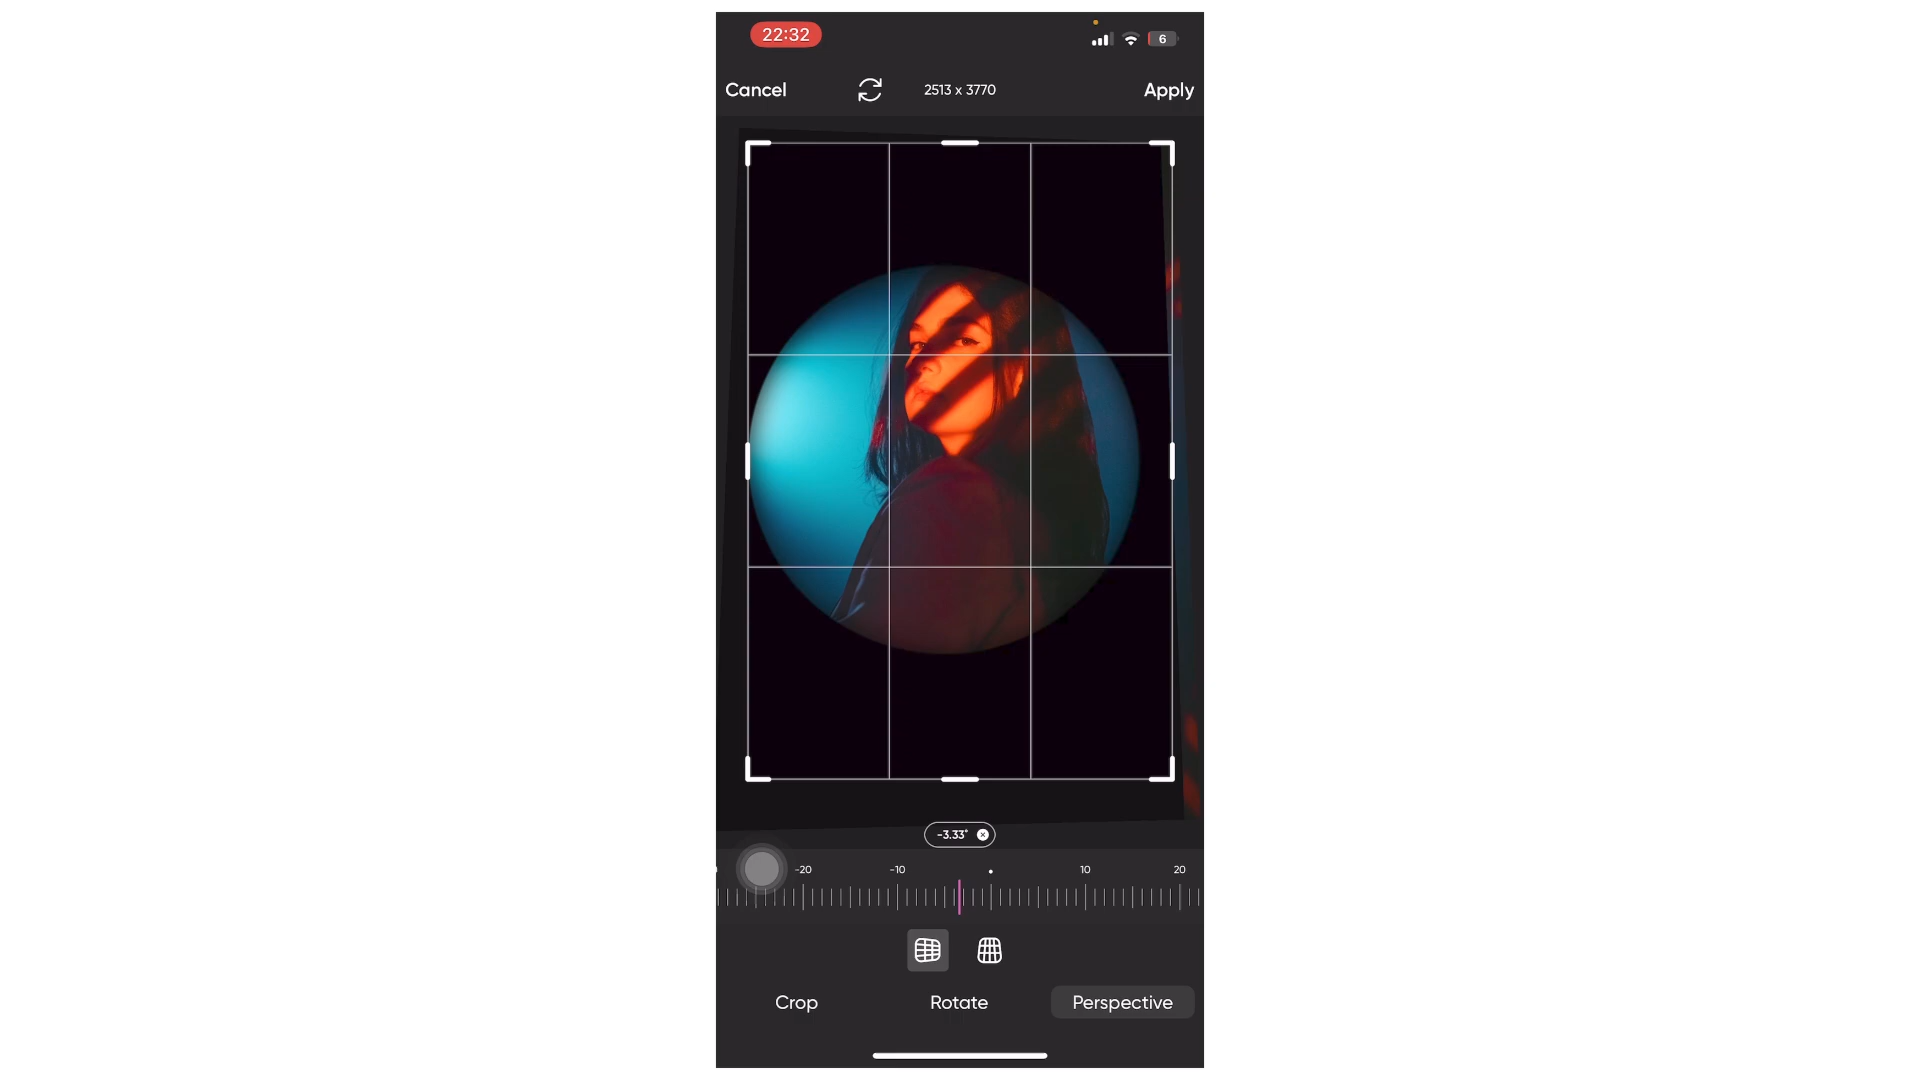 22:32
6
Cancel
2513 x 3770
Apply
-3.33°
-20
-10
10
20
Crop
Rotate
Perspective